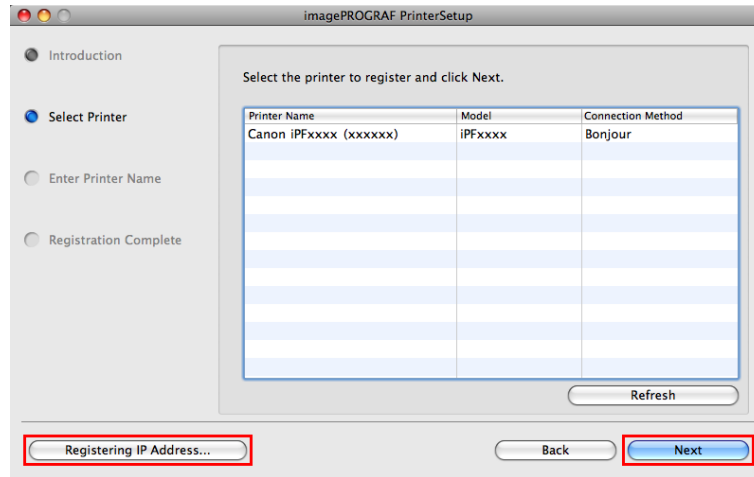 imagePROGRAF PrinterSetup
Introduction
Select Printer
Enter Printer Name
Registration Complete
Select the printer to register and click Next.
Printer Name Model Connection Method
Canon iPFxxxx (xxxxxx) iPFxxxx Bonjour
Refresh
Registering IP Address... Back Next